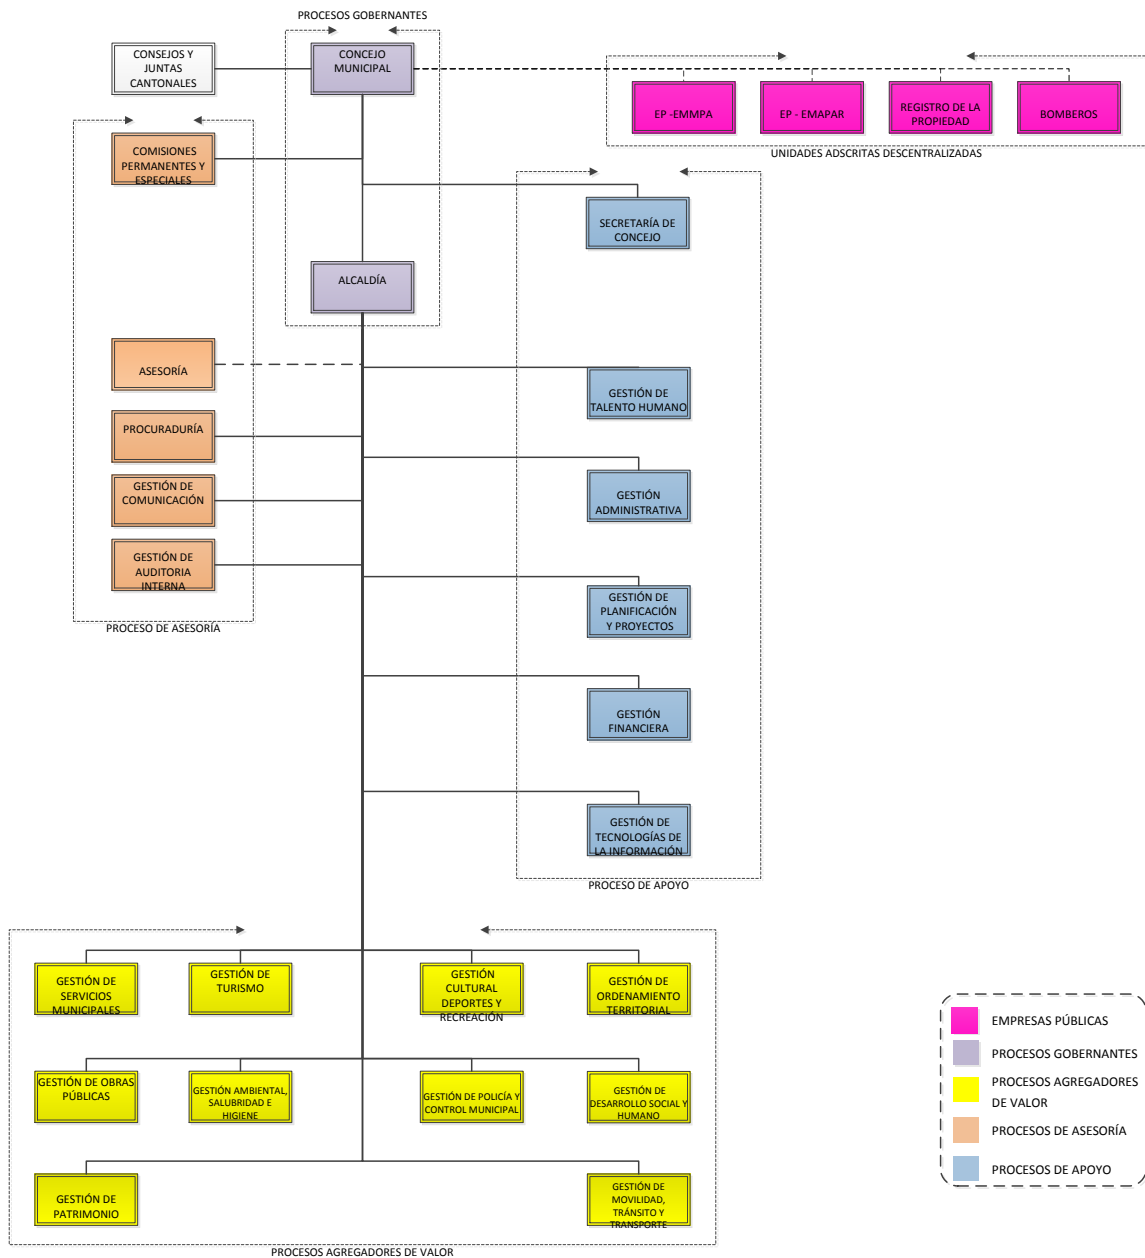 PROCESOS GOBERNANTES
CONSEJOS Y
JUNTAS
CANTONALES
CONCEJO
MUNICIPAL
EP -EMMPA
EP - EMAPAR
REGISTRO DE LA
PROPIEDAD
BOMBEROS
UNIDADES ADSCRITAS DESCENTRALIZADAS
COMISIONES
PERMANENTES Y
ESPECIALES
SECRETARÍA DE
CONCEJO
ALCALDÍA
ASESORÍA
GESTIÓN DE
TALENTO HUMANO
PROCURADURÍA
GESTIÓN DE
COMUNICACIÓN
GESTIÓN
ADMINISTRATIVA
GESTIÓN DE
AUDITORIA
INTERNA
PROCESO DE ASESORÍA
GESTIÓN DE
PLANIFICACIÓN
Y PROYECTOS
GESTIÓN
FINANCIERA
GESTIÓN DE
TECNOLOGÍAS DE
LA INFORMACIÓN
PROCESO DE APOYO
GESTIÓN DE
SERVICIOS
MUNICIPALES
GESTIÓN DE
TURISMO
GESTIÓN
CULTURAL
DEPORTES Y
RECREACIÓN
GESTIÓN DE
ORDENAMIENTO
TERRITORIAL
GESTIÓN DE OBRAS
PÚBLICAS
GESTIÓN AMBIENTAL,
SALUBRIDAD E
HIGIENE
GESTIÓN DE POLICÍA Y
CONTROL MUNICIPAL
GESTIÓN DE
DESARROLLO SOCIAL Y
HUMANO
GESTIÓN DE
PATRIMONIO
GESTIÓN DE
MOVILIDAD,
TRÁNSITO Y
TRANSPORTE
PROCESOS AGREGADORES DE VALOR
EMPRESAS PÚBLICAS
PROCESOS GOBERNANTES
PROCESOS AGREGADORES
DE VALOR
PROCESOS DE ASESORÍA
PROCESOS DE APOYO